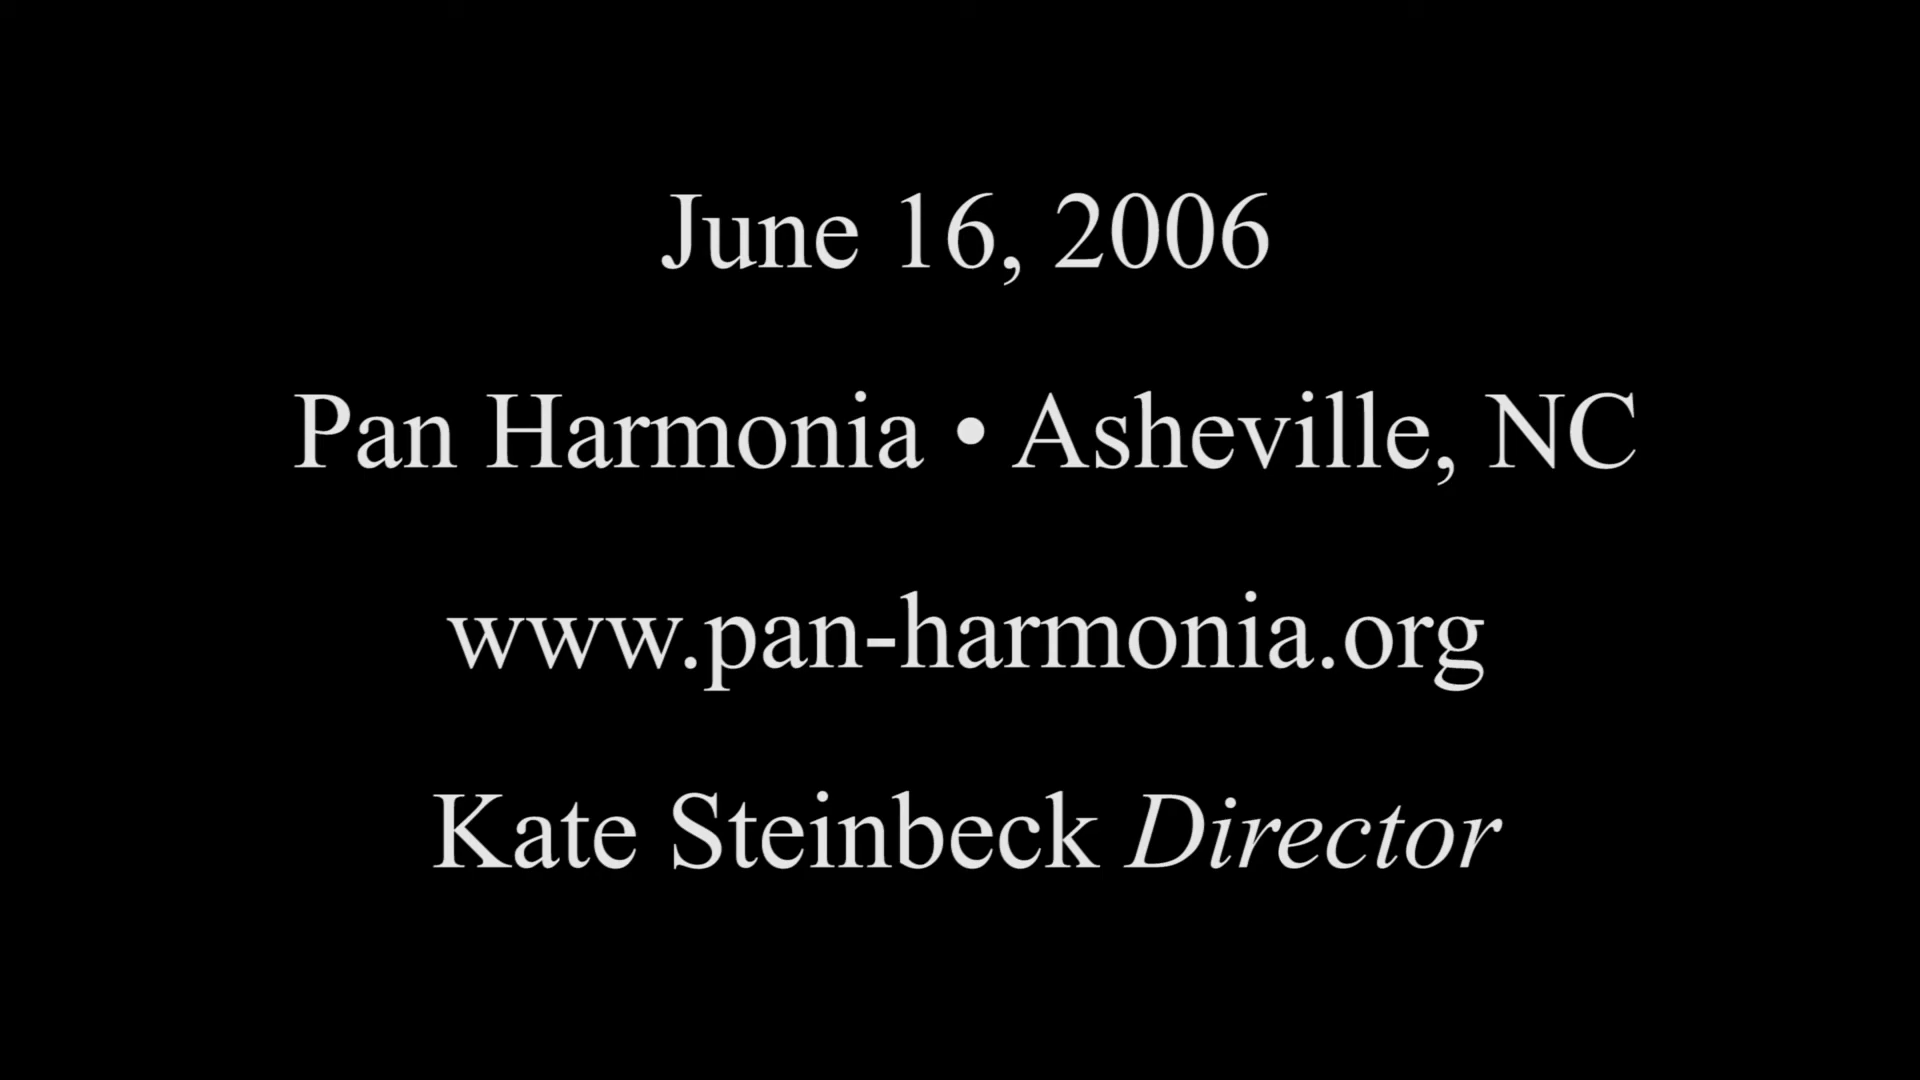 June 16, 2006
Pan Harmonia • Asheville, NC
www.pan-harmonia.org
Kate Steinbeck Director